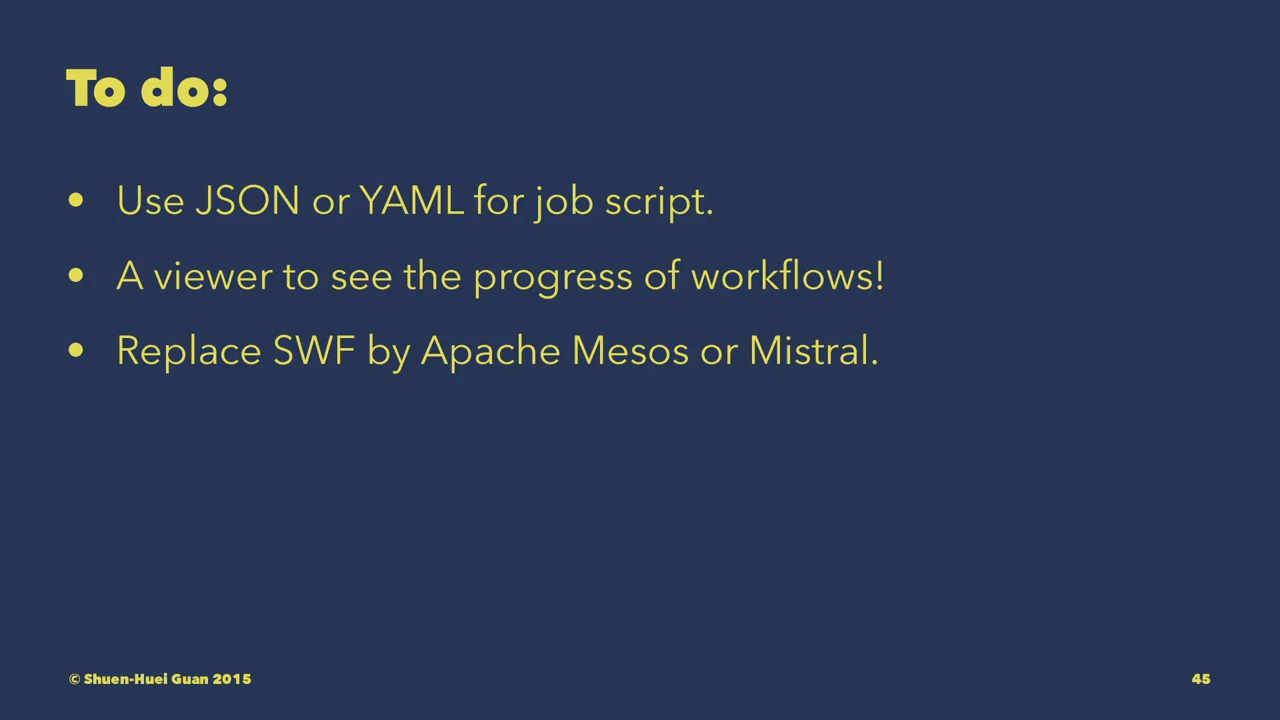 To do:
• Use JSON or YAML for job script.
• A viewer to see the progress of workflows!
• Replace SWF by Apache Mesos or Mistral.
© Shuen-Huei Guan 2015
45